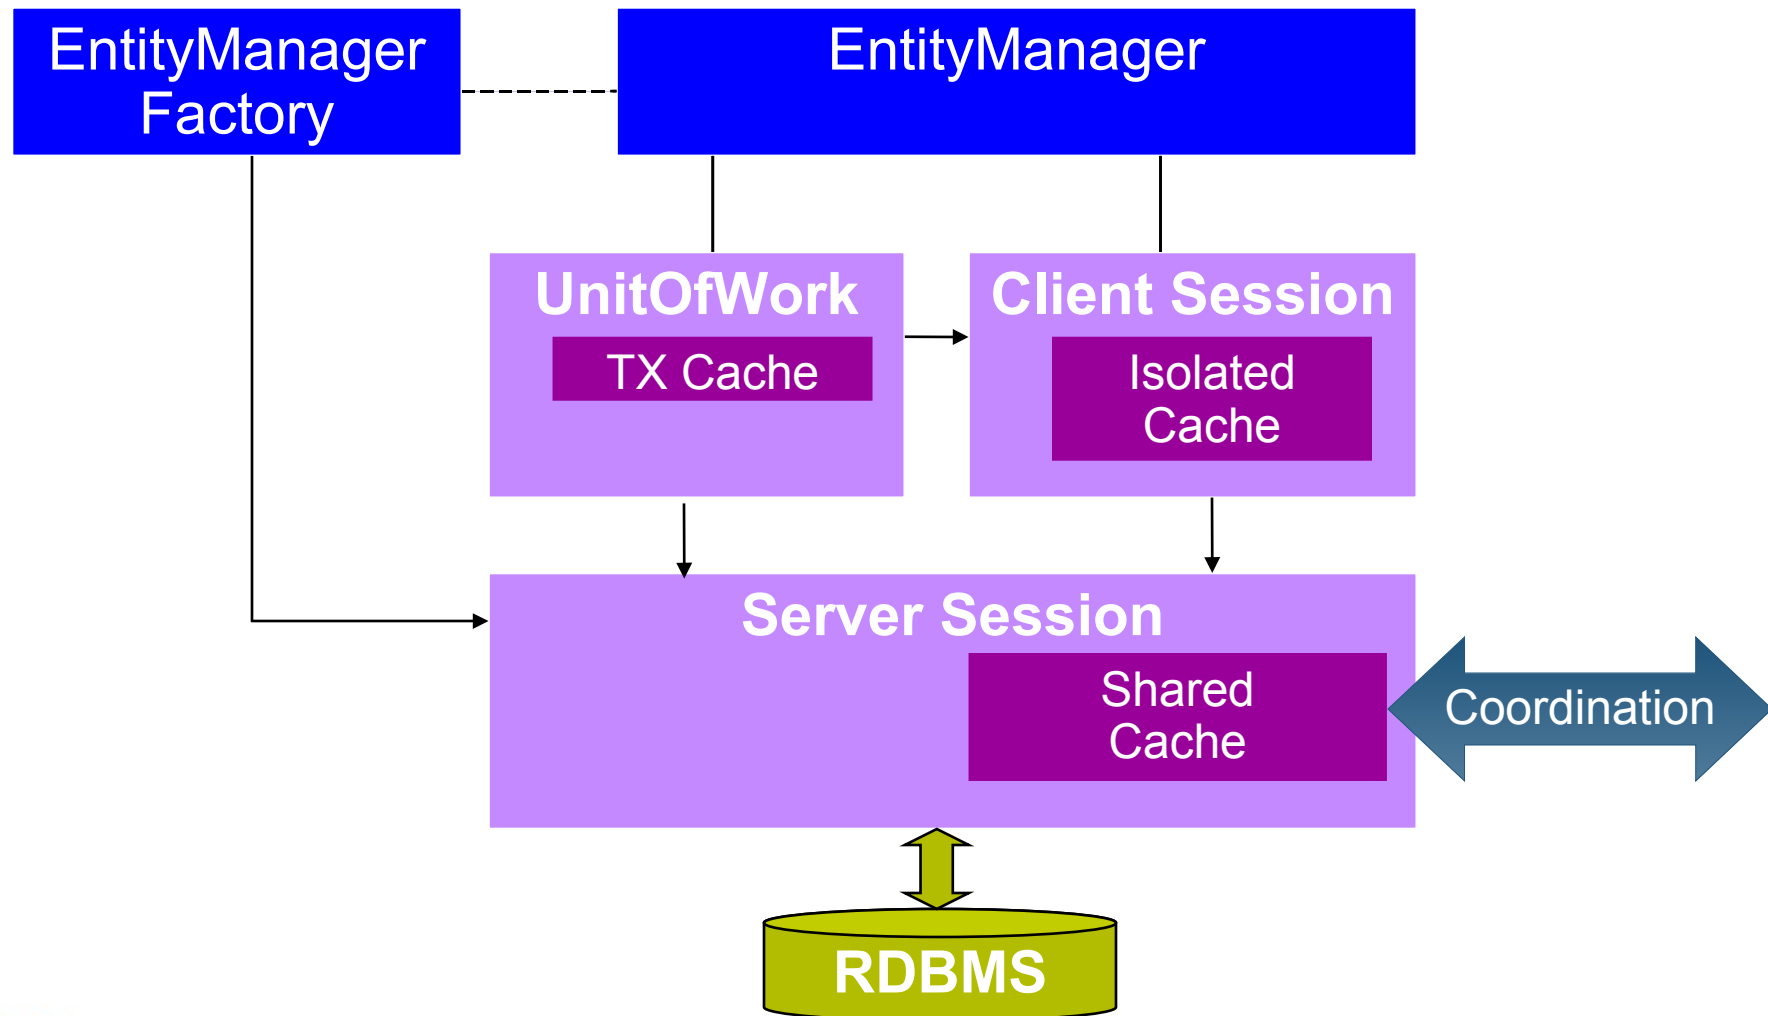 EntityManager
Factory
EntityManager
UnitOfWork
TX Cache
Client Session
Isolated
Cache
Server Session
Shared
Cache
Coordination
RDBMS